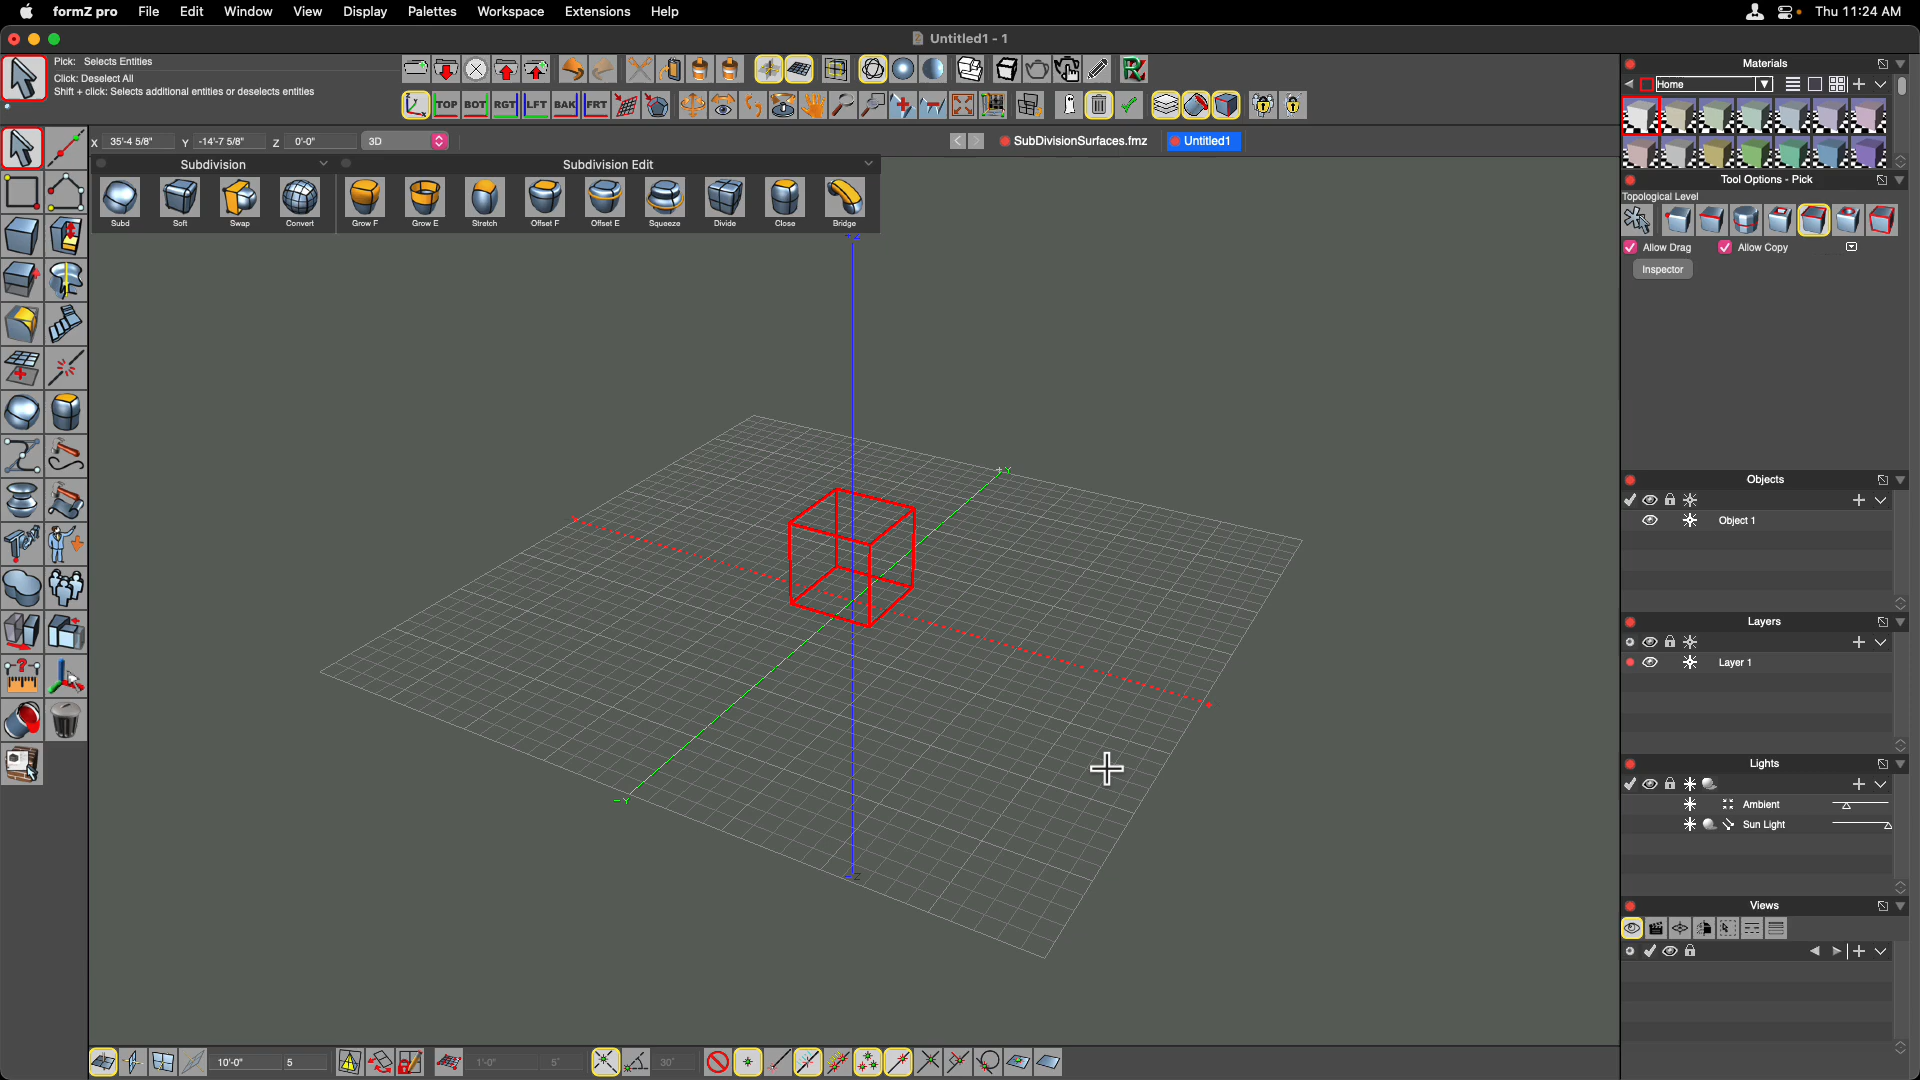 formZ pro File Edit Window View Display Palettes Workspace Extensions Help Thu 11:24 AM
Untitled1 - 1
Pick: Selects Entities
Click: Deselect All
Shift + click: Selects additional entities or deselects entities
TOP BOT RGT LFT BAK FRT
X 35'-4 5/8" Y -14'-7 5/8" Z 0'-0" 3D
SubDivisionSurfaces.fmz Untitled1
Subdivision Subdivision Edit
Subd Soft Swap Convert Grow F Grow E Stretch Offset F Offset E Squeeze Divide Close Bridge
+Z
+Y
-Y
-Z
Materials
Home
Tool Options - Pick
Topological Level
Allow Drag Allow Copy
Inspector
Objects
Object 1
Layers
Layer 1
Lights
Ambient
Sun Light
Views
10'-0" 5 1'-0" 5" 30°